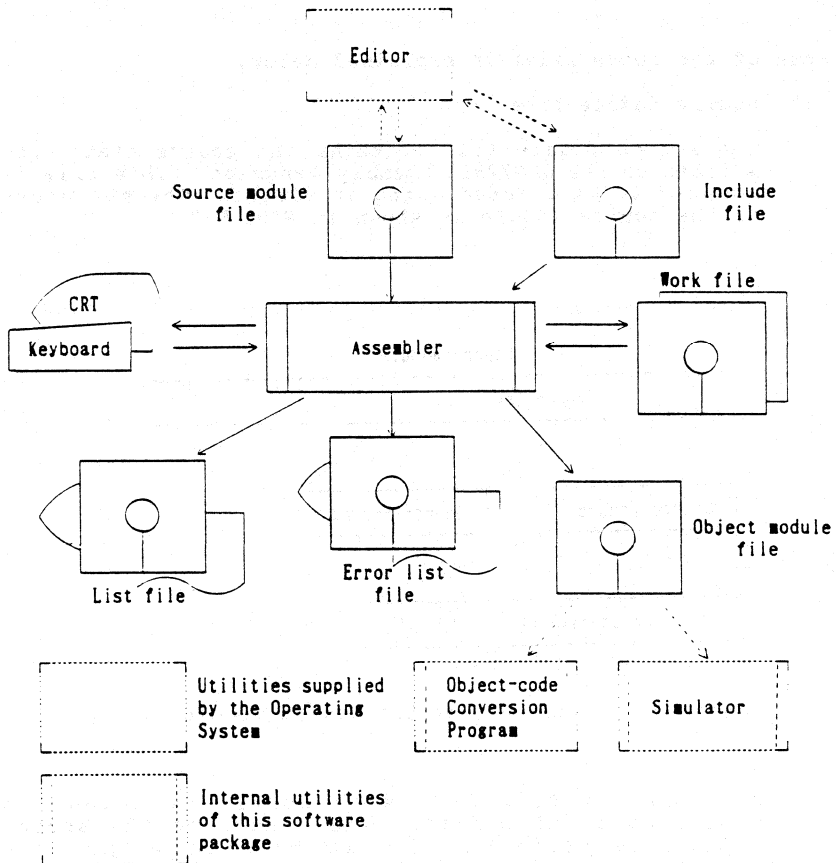 Editor
Source module
file
Include
file
Work file
CRT
Keyboard
Assembler
List file
Error list
file
Object module
file
Utilities supplied
by the Operating
System
Object-code
Conversion
Program
Simulator
Internal utilities
of this software
package